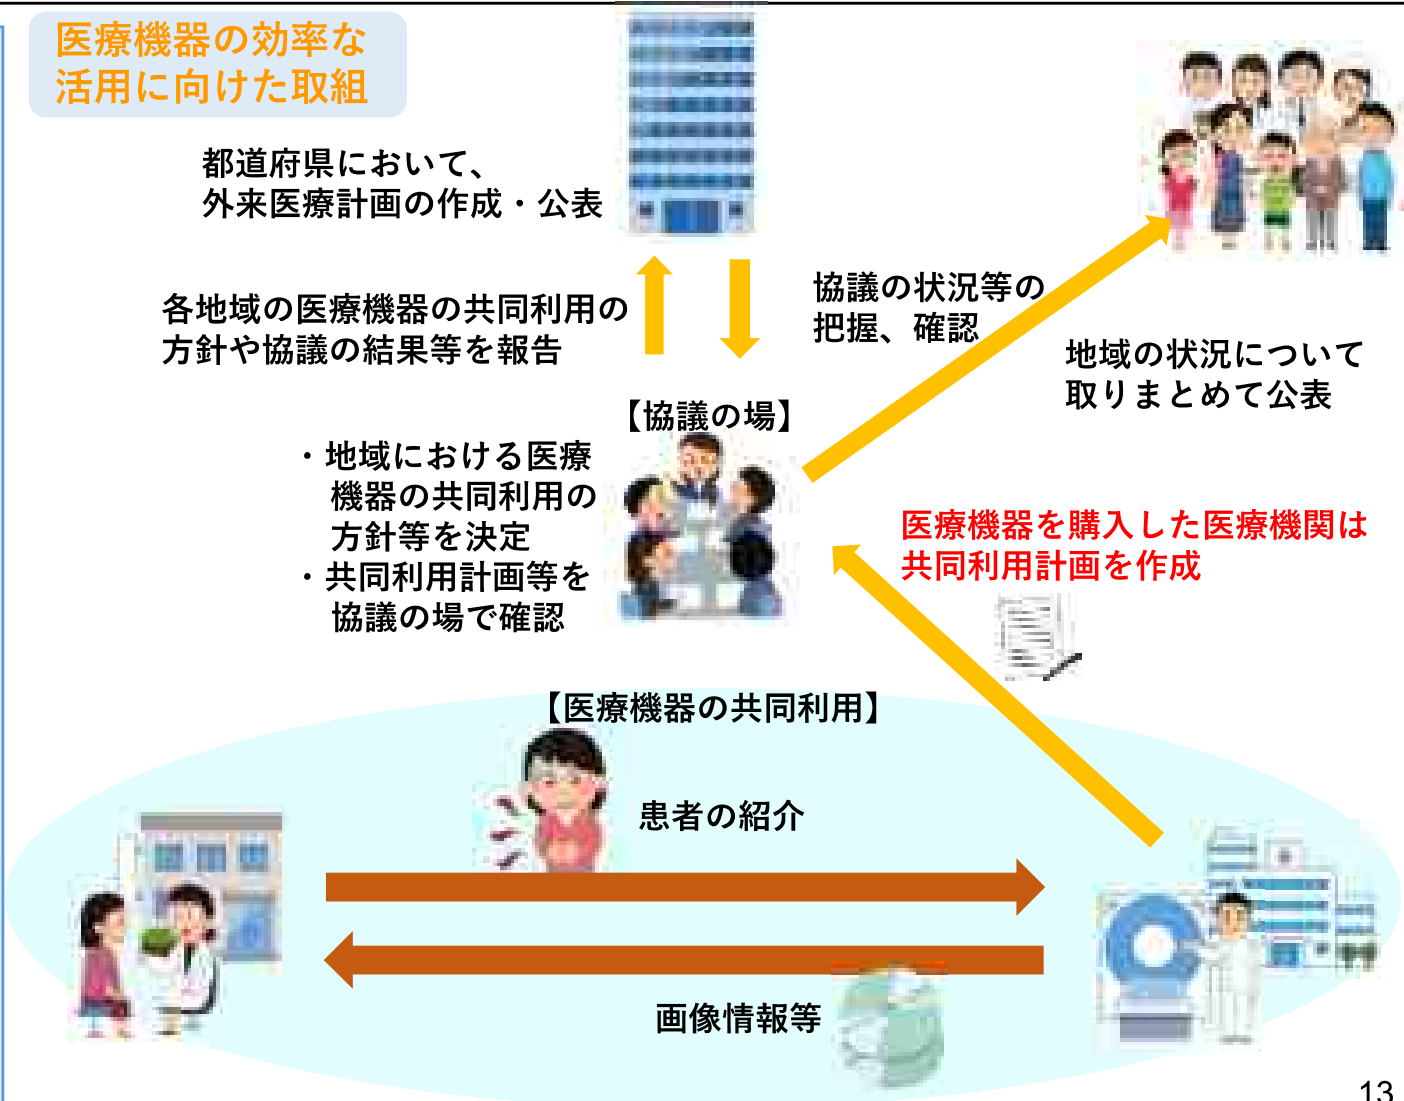 医療機器の効率な
活用に向けた取組
都道府県において、
外来医療計画の作成・公表
各地域の医療機器の共同利用の
方針や協議の結果等を報告
協議の状況等の
把握、確認
地域の状況について
取りまとめて公表
【協議の場】
・地域における医療
機器の共同利用の
方針等を決定
・共同利用計画等を
協議の場で確認
医療機器を購入した医療機関は
共同利用計画を作成
【医療機器の共同利用】
患者の紹介
画像情報等
13